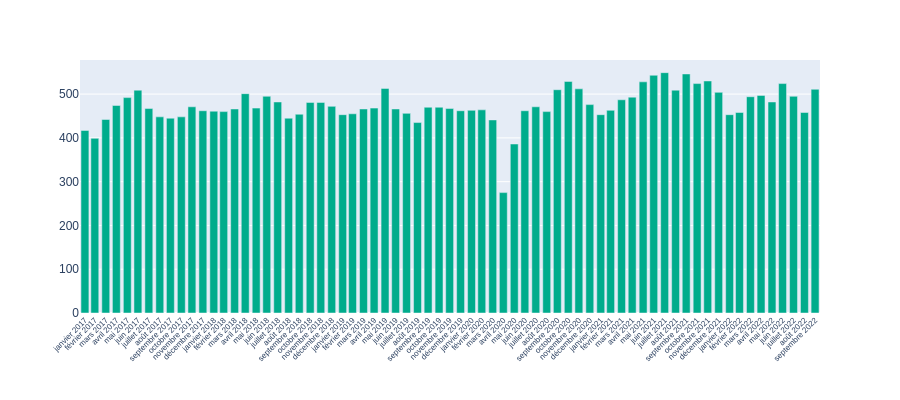 500
400
300
200
100
0
janvier 2017
février 2017
mars 2017
avril 2017
mai 2017
juin 2017
juillet 2017
août 2017
septembre 2017
octobre 2017
novembre 2017
décembre 2017
janvier 2018
février 2018
mars 2018
avril 2018
mai 2018
juin 2018
juillet 2018
août 2018
septembre 2018
octobre 2018
novembre 2018
décembre 2018
janvier 2019
février 2019
mars 2019
avril 2019
mai 2019
juin 2019
juillet 2019
août 2019
septembre 2019
octobre 2019
novembre 2019
décembre 2019
janvier 2020
février 2020
mars 2020
avril 2020
mai 2020
juin 2020
juillet 2020
août 2020
septembre 2020
octobre 2020
novembre 2020
décembre 2020
janvier 2021
février 2021
mars 2021
avril 2021
mai 2021
juin 2021
juillet 2021
août 2021
septembre 2021
octobre 2021
novembre 2021
décembre 2021
janvier 2022
février 2022
mars 2022
avril 2022
mai 2022
juin 2022
juillet 2022
août 2022
septembre 2022